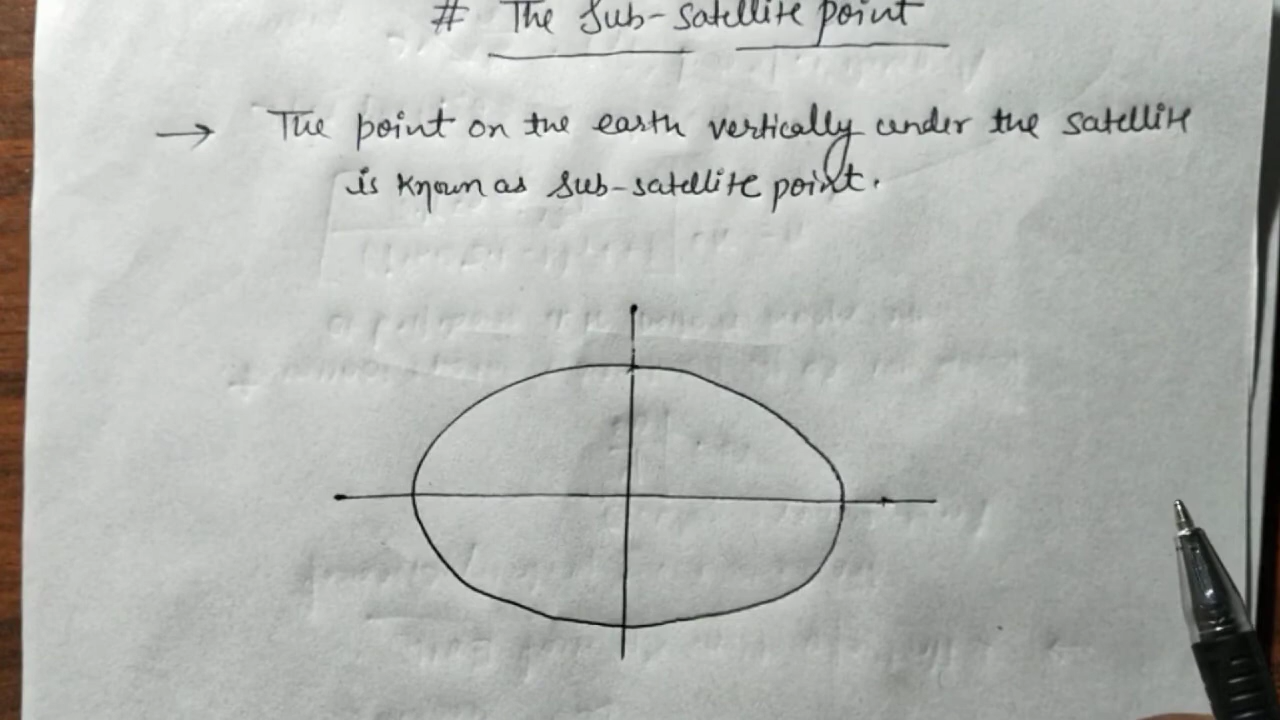 # The Sub-satellite point
→ The point on the earth vertically under the satellite
is known as sub-satellite point.